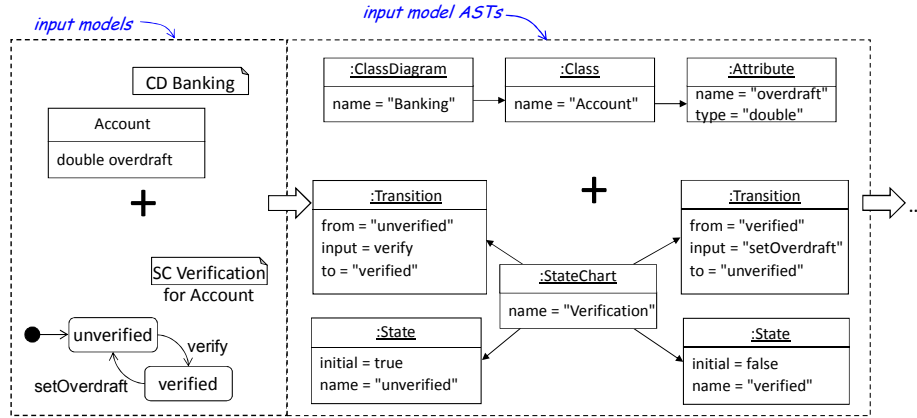 input models
input model ASTs
CD Banking
Account
double overdraft
+
SC Verification
for Account
unverified
verify
setOverdraft
verified
:ClassDiagram
name = "Banking"
:Class
name = "Account"
:Attribute
name = "overdraft"
type = "double"
+
:Transition
from = "unverified"
input = verify
to = "verified"
:Transition
from = "verified"
input = "setOverdraft"
to = "unverified"
:StateChart
name = "Verification"
:State
initial = true
name = "unverified"
:State
initial = false
name = "verified"
..